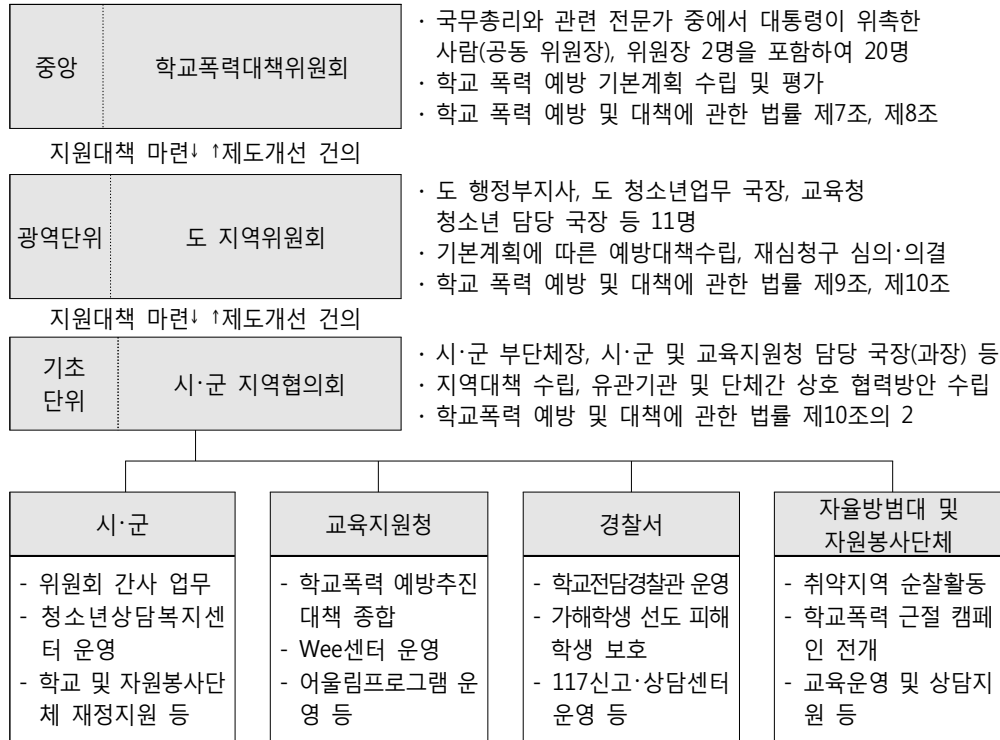 중앙 학교폭력대책위원회
· 국무총리와 관련 전문가 중에서 대통령이 위촉한
사람(공동 위원장), 위원장 2명을 포함하여 20명
· 학교 폭력 예방 기본계획 수립 및 평가
· 학교 폭력 예방 및 대책에 관한 법률 제7조, 제8조
지원대책 마련↓ ↑제도개선 건의
광역단위 도 지역위원회
· 도 행정부지사, 도 청소년업무 국장, 교육청
청소년 담당 국장 등 11명
· 기본계획에 따른 예방대책수립, 재심청구 심의·의결
· 학교 폭력 예방 및 대책에 관한 법률 제9조, 제10조
지원대책 마련↓ ↑제도개선 건의
기초
단위
시·군 지역협의회
· 시·군 부단체장, 시·군 및 교육지원청 담당 국장(과장) 등
· 지역대책 수립, 유관기관 및 단체간 상호 협력방안 수립
· 학교폭력 예방 및 대책에 관한 법률 제10조의 2
시·군
- 위원회 간사 업무
- 청소년상담복지센
터 운영
- 학교 및 자원봉사단
체 재정지원 등
교육지원청
- 학교폭력 예방추진
대책 종합
- Wee센터 운영
- 어울림프로그램 운
영 등
경찰서
- 학교전담경찰관 운영
- 가해학생 선도 피해
학생 보호
- 117신고·상담센터
운영 등
자율방범대 및
자원봉사단체
- 취약지역 순찰활동
- 학교폭력 근절 캠페
인 전개
- 교육운영 및 상담지
원 등